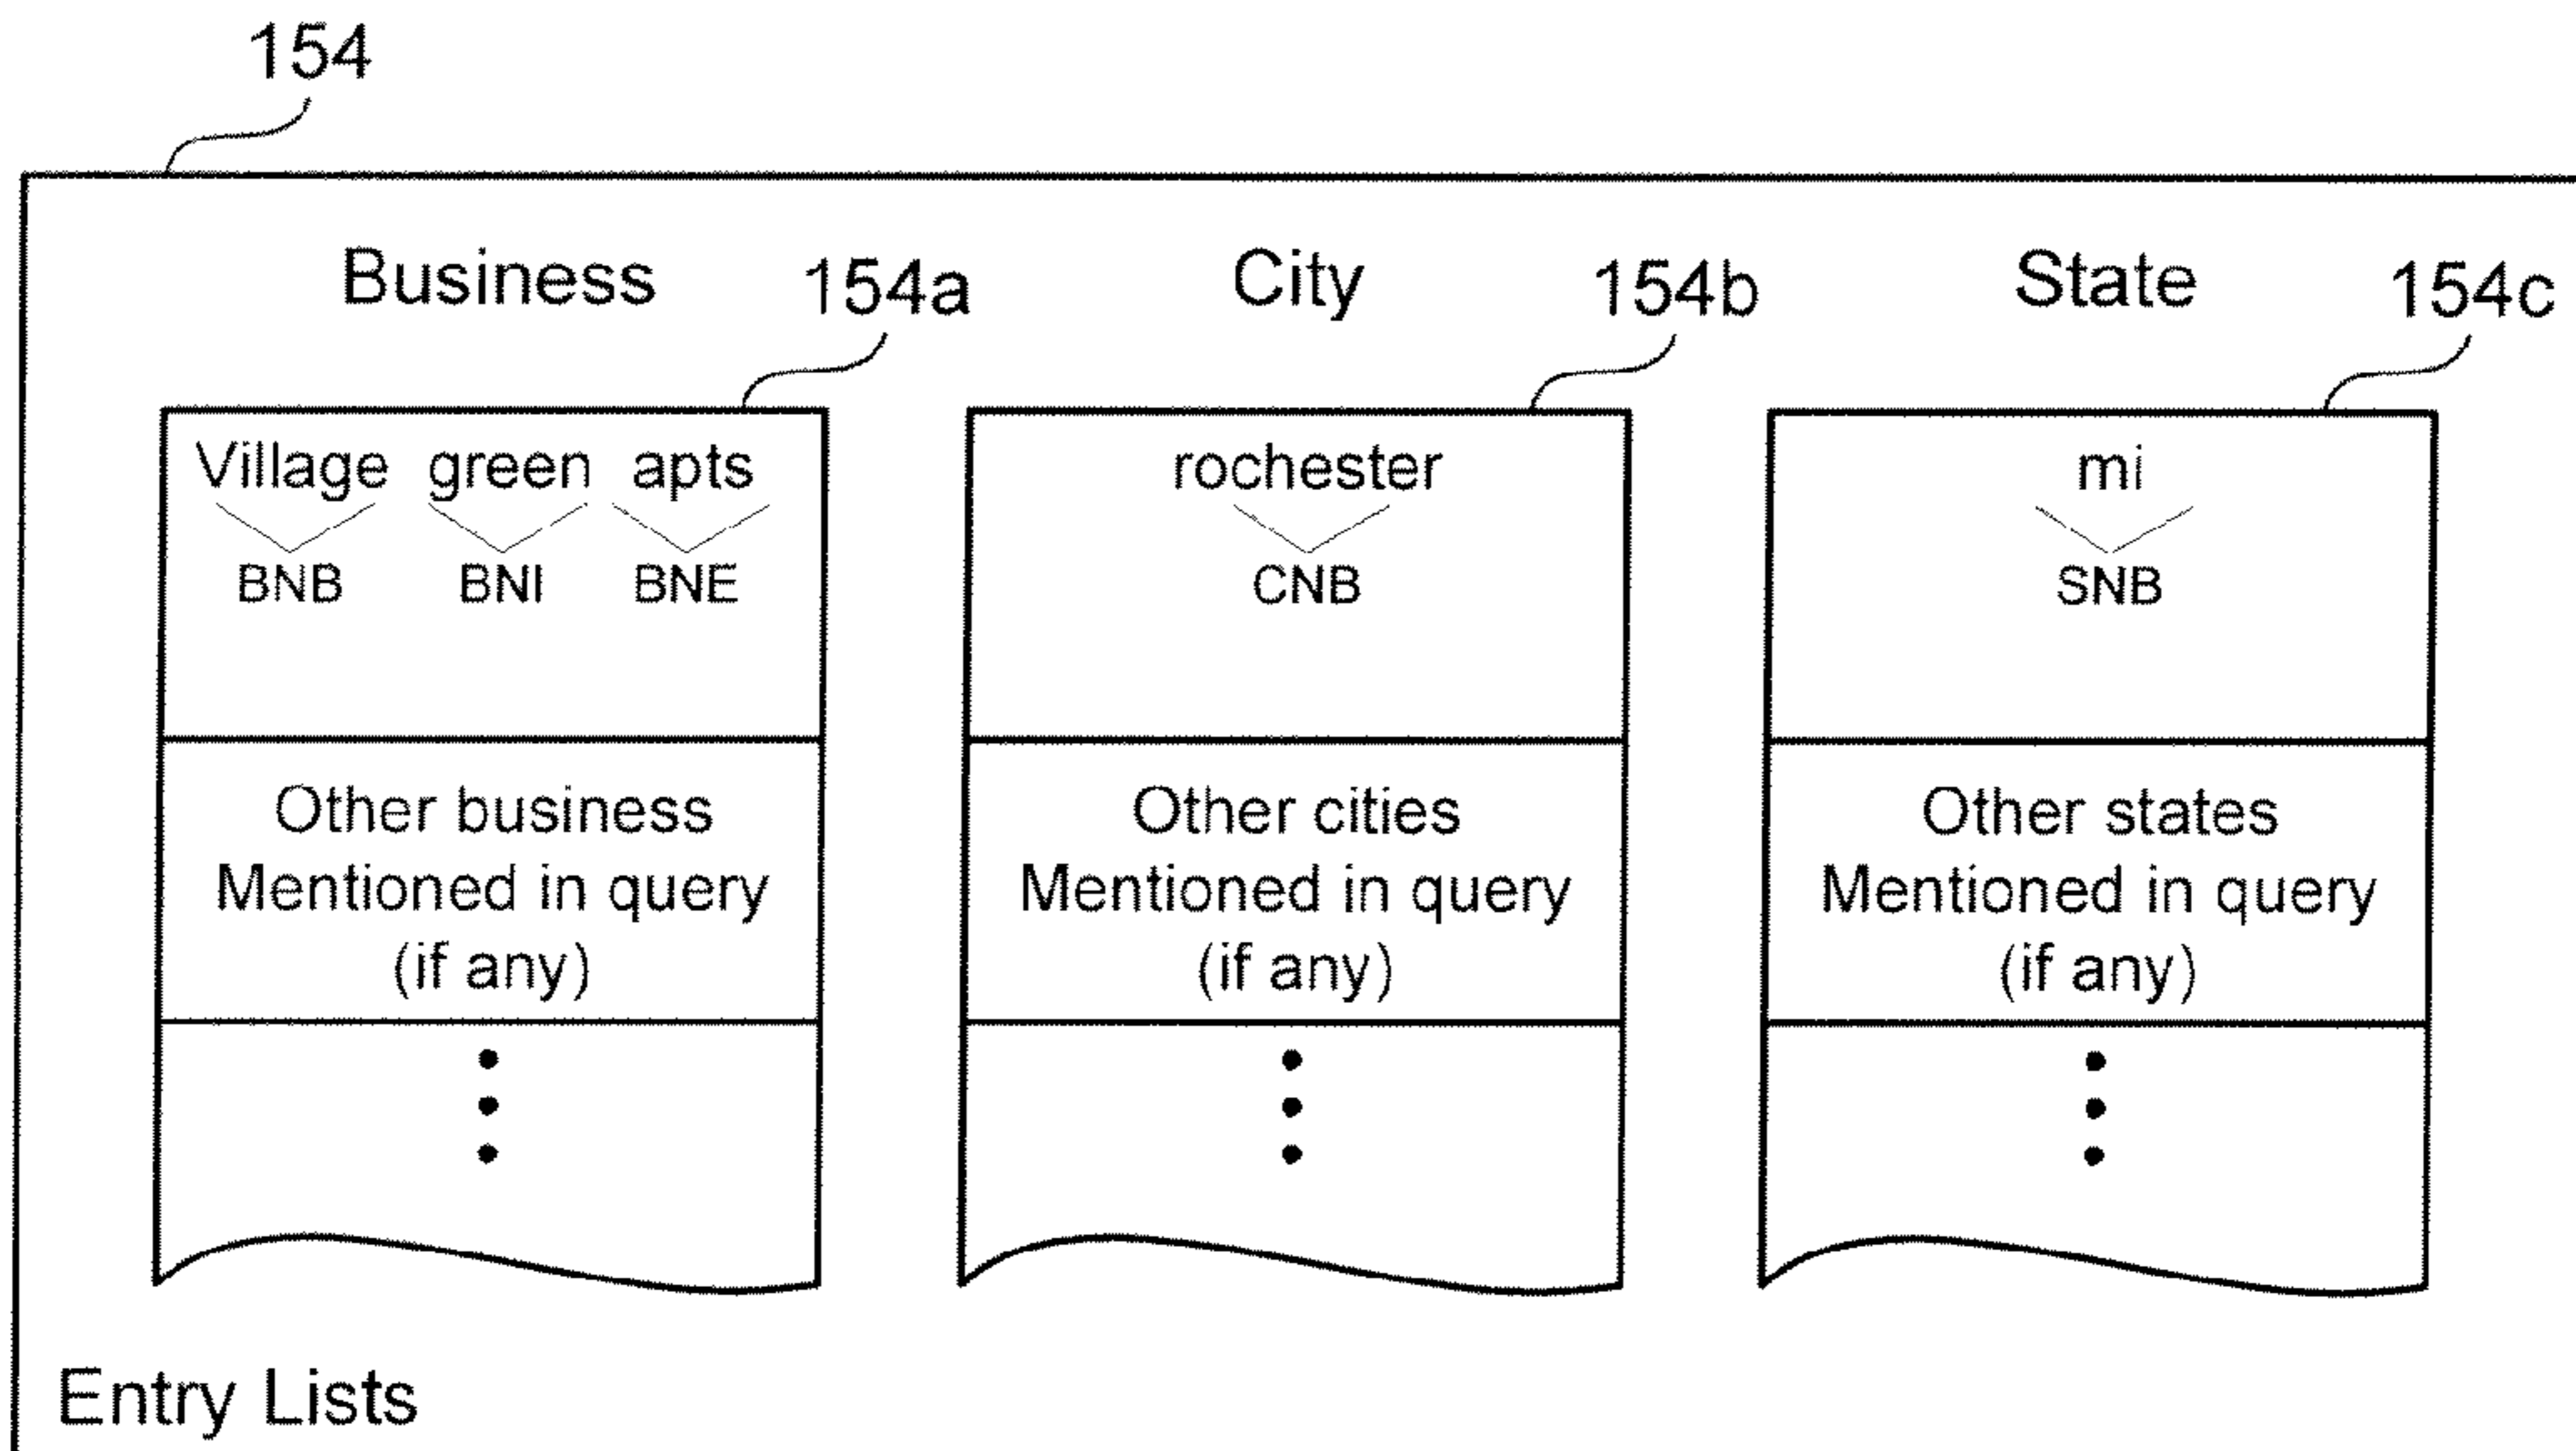 154
Business 154a City 154b State 154c
Village green apts rochester mi
BNB BNI BNE CNB SNB
Other business
Mentioned in query
(if any)
Other cities
Mentioned in query
(if any)
Other states
Mentioned in query
(if any)
Entry Lists